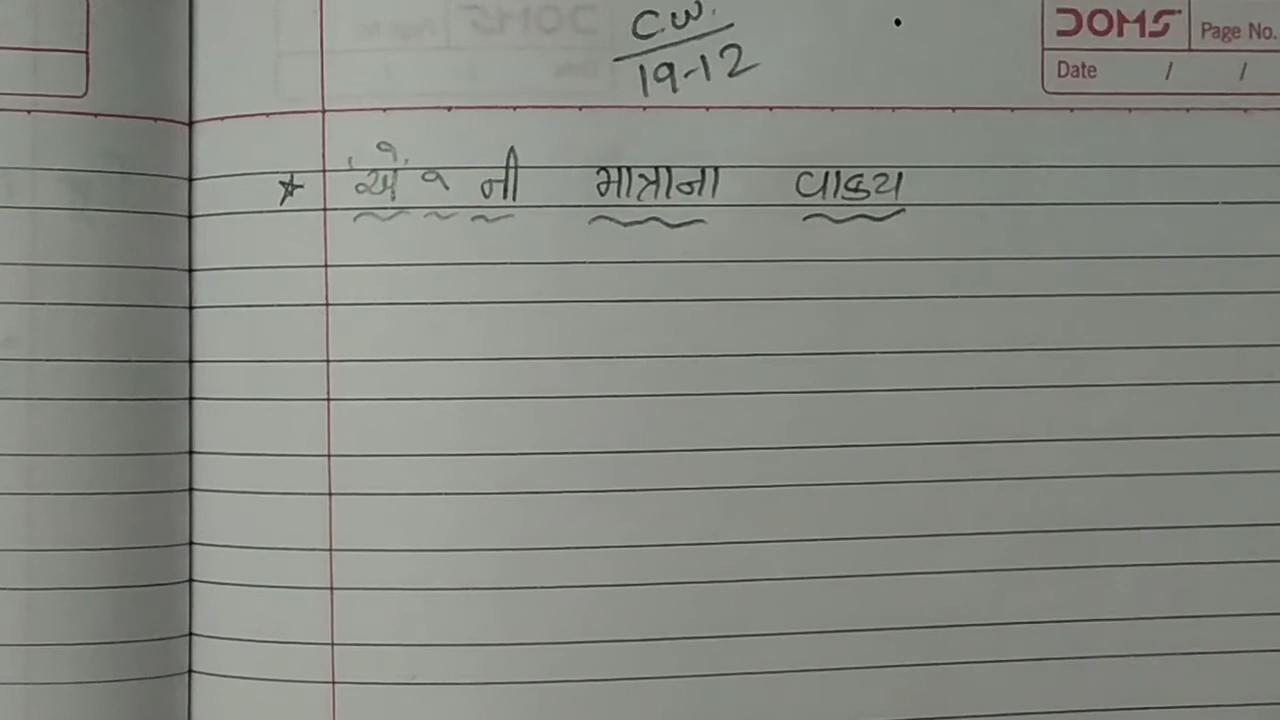 C.W.
19-12
DOMS Page No.
Date / /
★ 'એ' ે ની માત્રાના વાક્ય